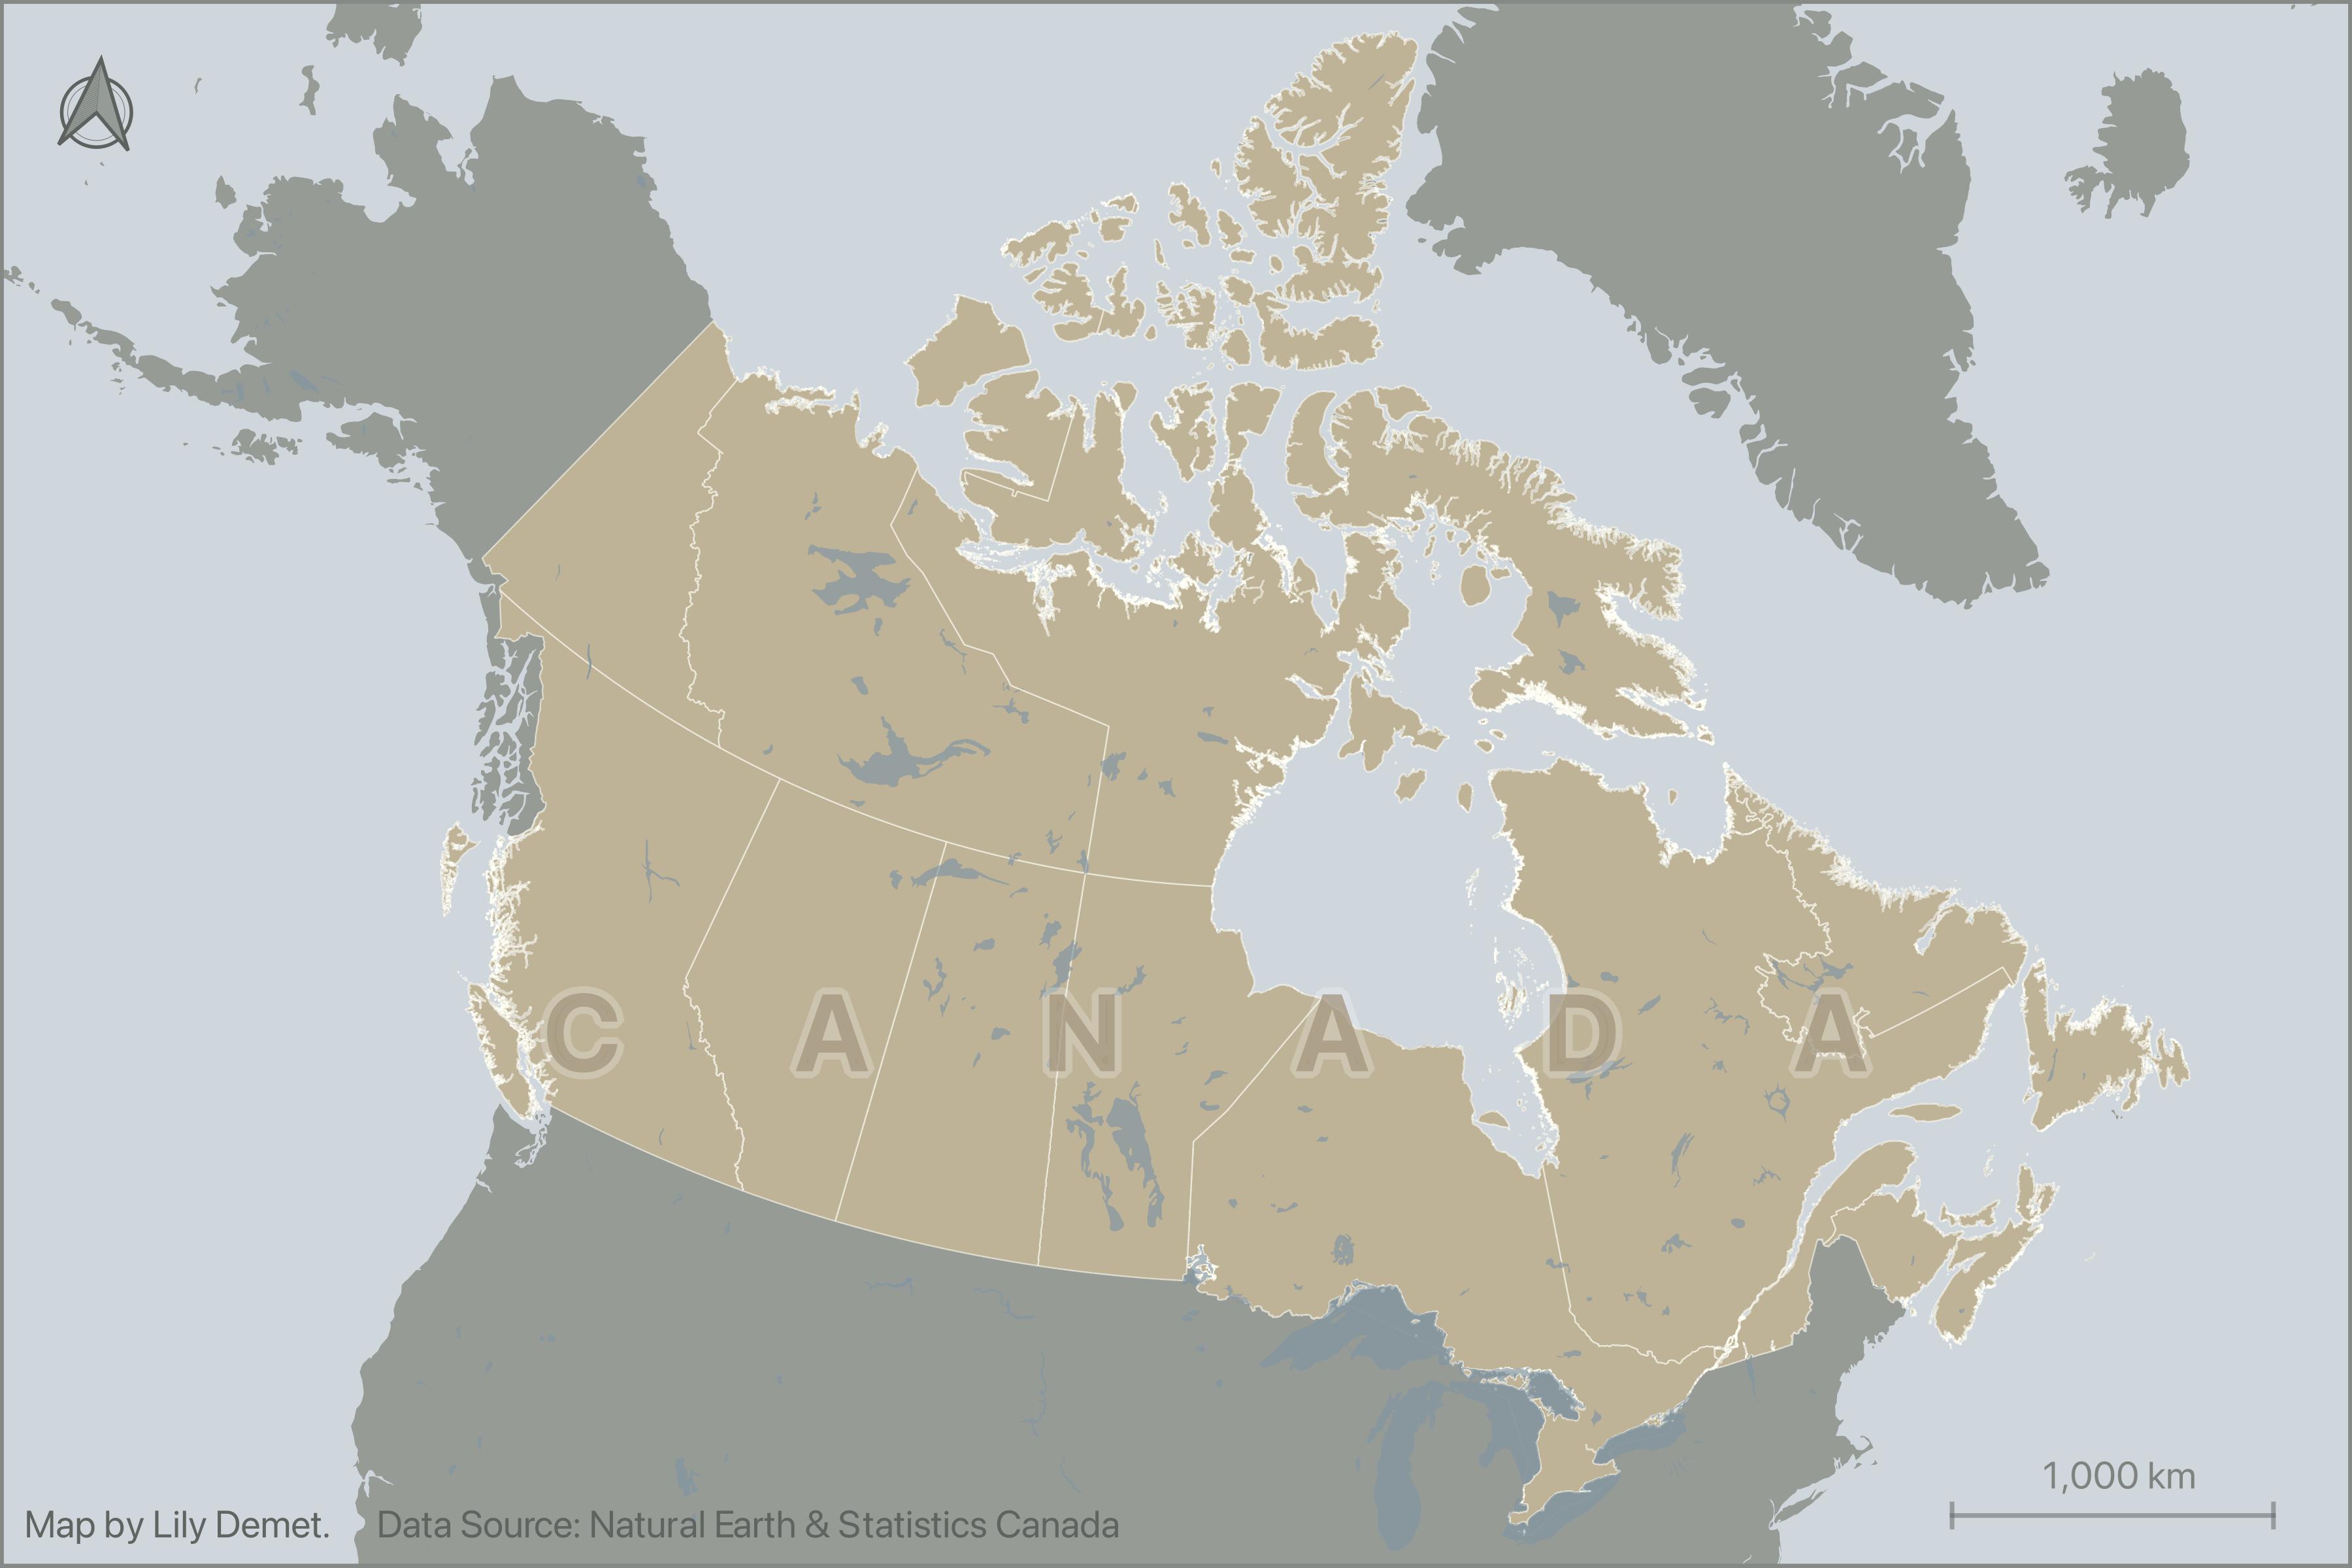 C A N A D A
1,000 km
Map by Lily Demet. Data Source: Natural Earth & Statistics Canada